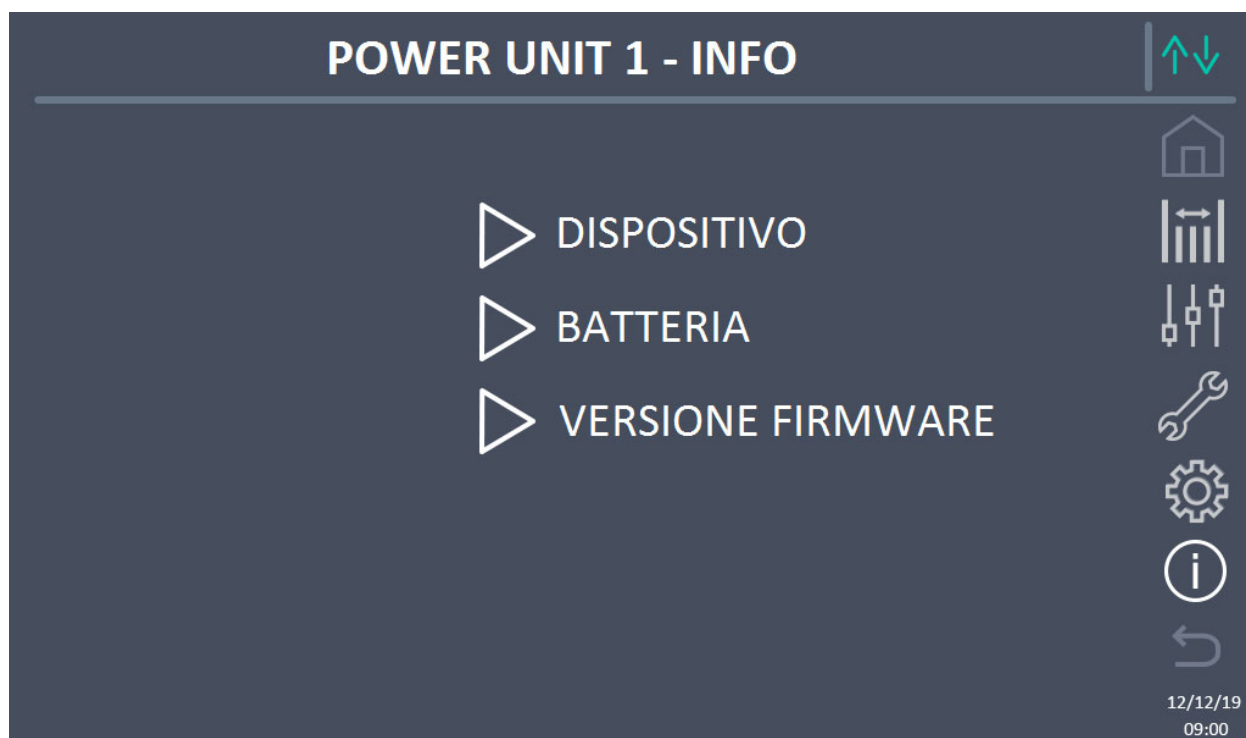 POWER UNIT 1 - INFO
DISPOSITIVO
BATTERIA
VERSIONE FIRMWARE
12/12/19
09:00